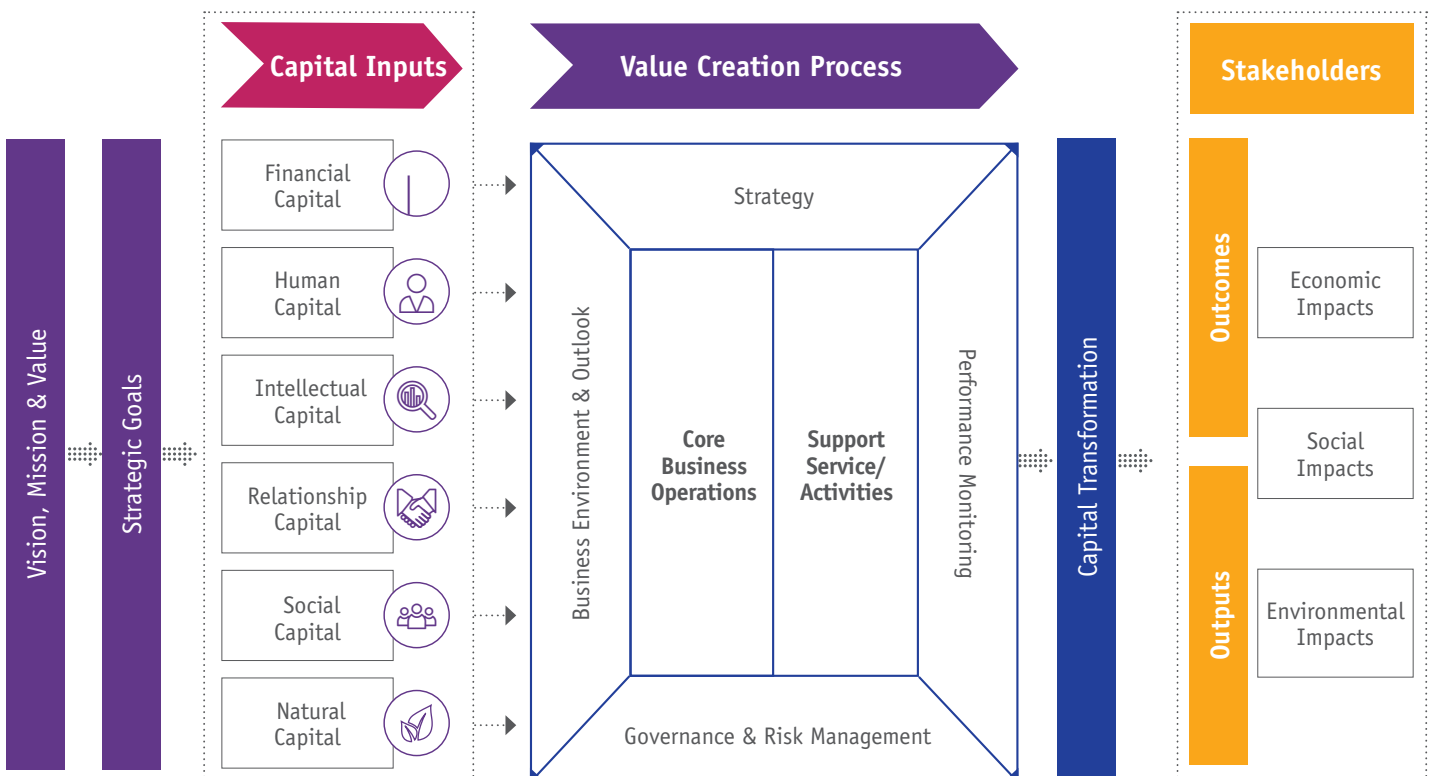 Capital Inputs
Value Creation Process
Stakeholders
Vision, Mission & Value
Strategic Goals
Financial
Capital
Human
Capital
Intellectual
Capital
Relationship
Capital
Social
Capital
Natural
Capital
Strategy
Business Environment & Outlook
Core
Business
Operations
Support
Service/
Activities
Performance Monitoring
Governance & Risk Management
Capital Transformation
Outcomes
Outputs
Economic
Impacts
Social
Impacts
Environmental
Impacts